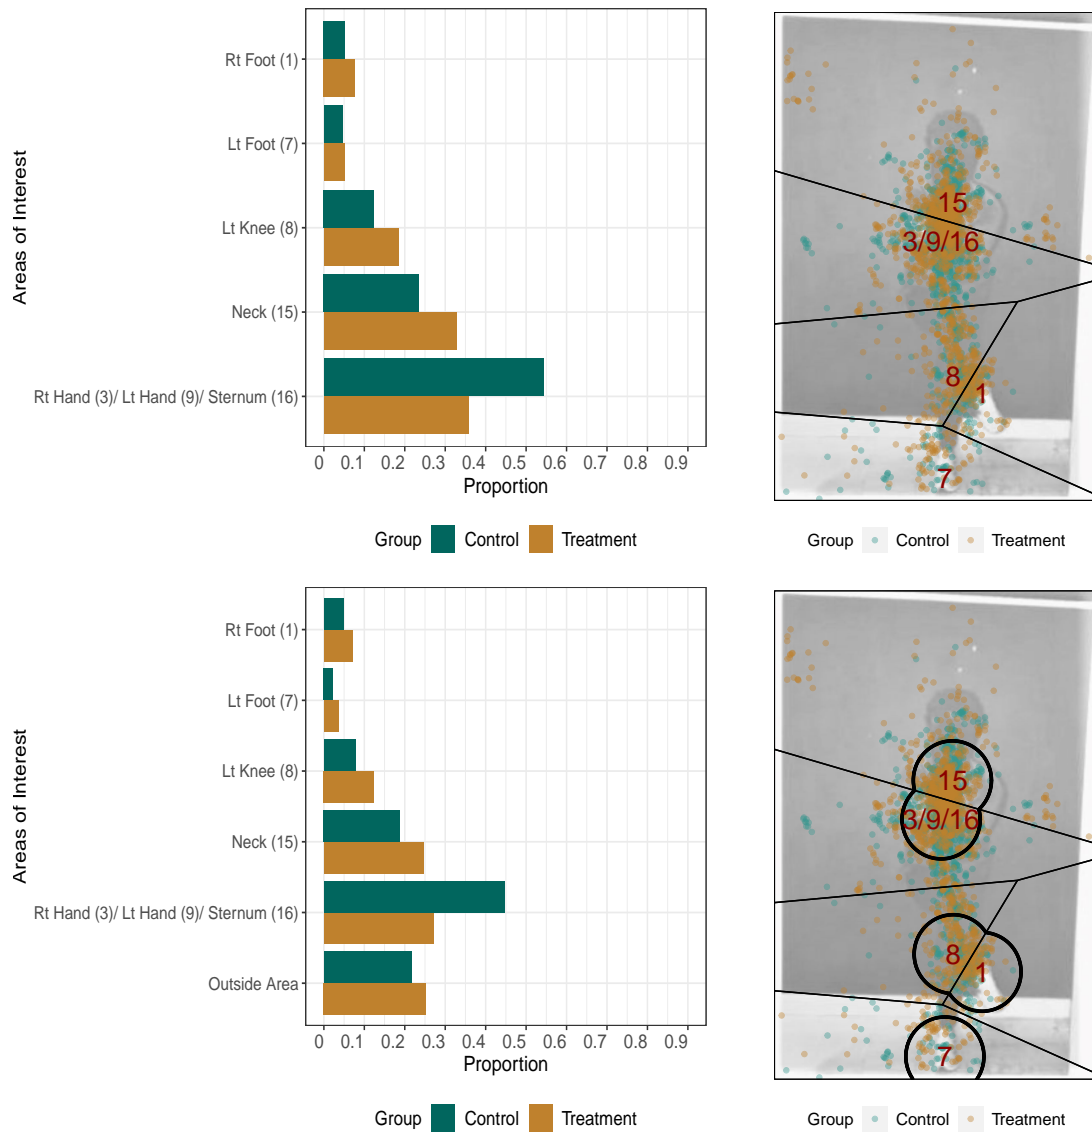 Areas of Interest
Rt Foot (1)
Lt Foot (7)
Lt Knee (8)
Neck (15)
Rt Hand (3)/ Lt Hand (9)/ Sternum (16)
0 0.1 0.2 0.3 0.4 0.5 0.6 0.7 0.8 0.9
Proportion
Group Control Treatment
15
3/9/16
8
1
7
Group Control Treatment
Areas of Interest
Rt Foot (1)
Lt Foot (7)
Lt Knee (8)
Neck (15)
Rt Hand (3)/ Lt Hand (9)/ Sternum (16)
Outside Area
0 0.1 0.2 0.3 0.4 0.5 0.6 0.7 0.8 0.9
Proportion
Group Control Treatment
15
3/9/16
8
1
7
Group Control Treatment